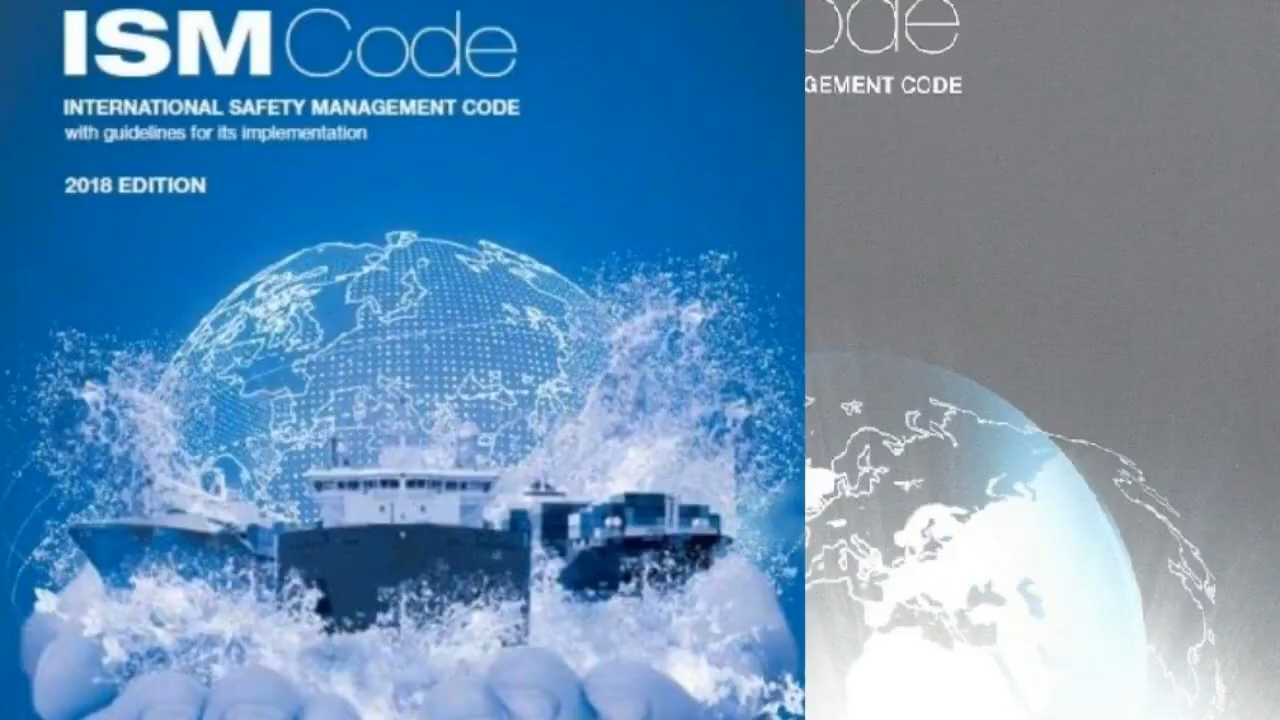 ISM Code
INTERNATIONAL SAFETY MANAGEMENT CODE
with guidelines for its implementation
2018 EDITION
ode
GEMENT CODE